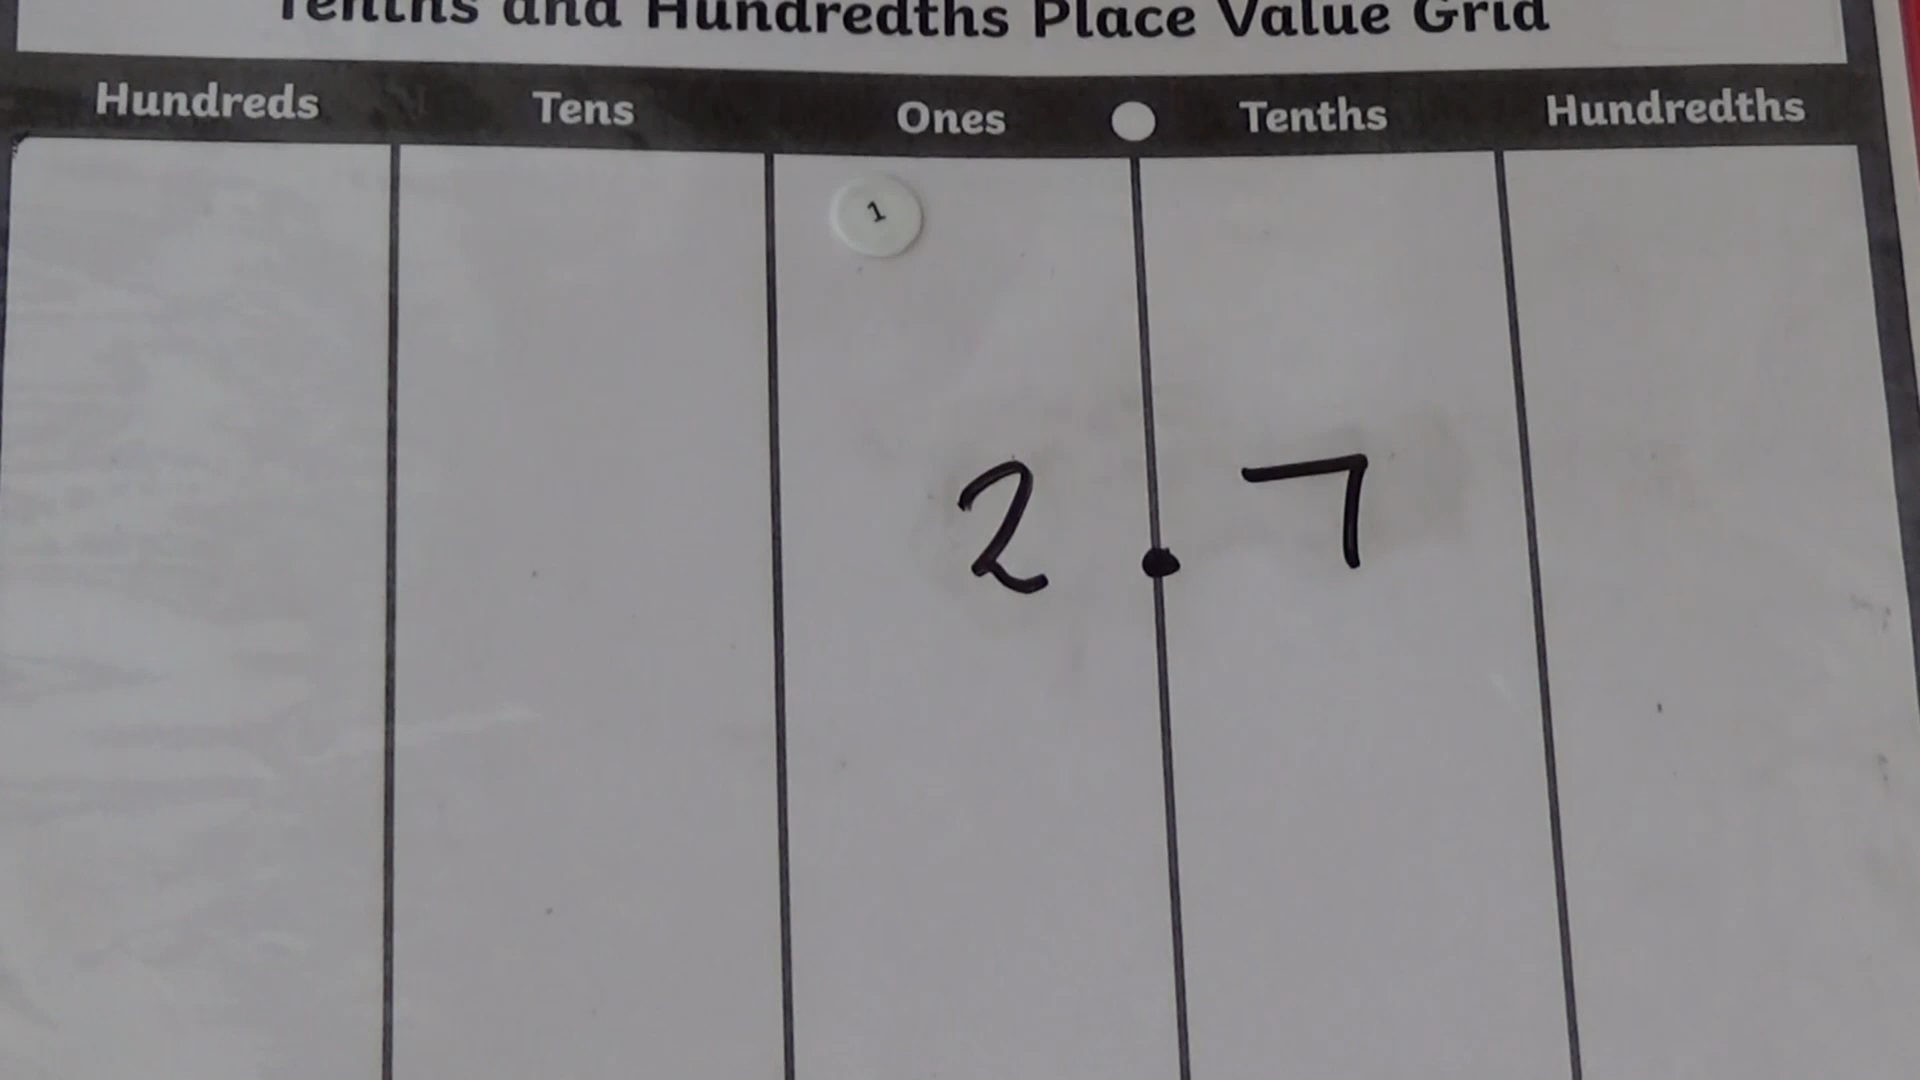 Tenths and Hundredths Place Value Grid
Hundreds Tens Ones Tenths Hundredths
1
2.7